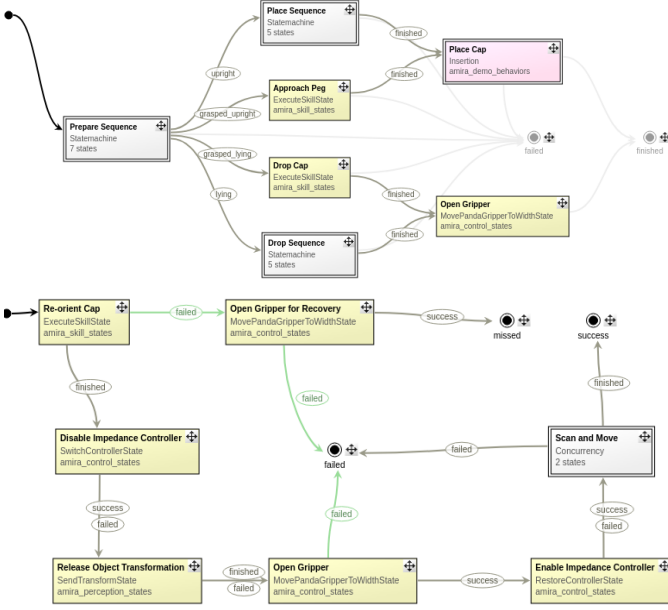 Place Sequence
Statemachine
5 states
finished
Place Cap
Insertion
amira_demo_behaviors
upright
Approach Peg
ExecuteSkillState
amira_skill_states
finished
grasped_upright
Prepare Sequence
Statemachine
7 states
failed
finished
grasped_lying
Drop Cap
ExecuteSkillState
amira_skill_states
lying
finished
Open Gripper
MovePandaGripperToWidthState
amira_control_states
finished
Drop Sequence
Statemachine
5 states
Re-orient Cap
ExecuteSkillState
amira_skill_states
failed
Open Gripper for Recovery
MovePandaGripperToWidthState
amira_control_states
success
missed
success
finished
failed
finished
Disable Impedance Controller
SwitchControllerState
amira_control_states
failed
failed
Scan and Move
Concurrency
2 states
success
failed
failed
success
failed
Release Object Transformation
SendTransformState
amira_perception_states
finished
failed
Open Gripper
MovePandaGripperToWidthState
amira_control_states
success
Enable Impedance Controller
RestoreControllerState
amira_control_states